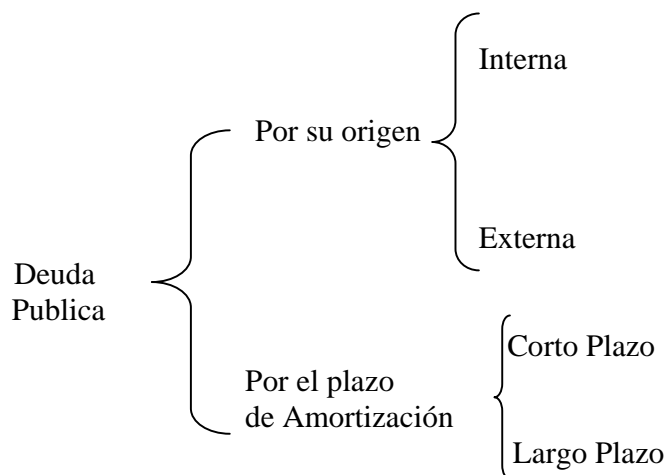 Deuda
Publica
Por su origen
Interna
Externa
Por el plazo
de Amortización
Corto Plazo
Largo Plazo